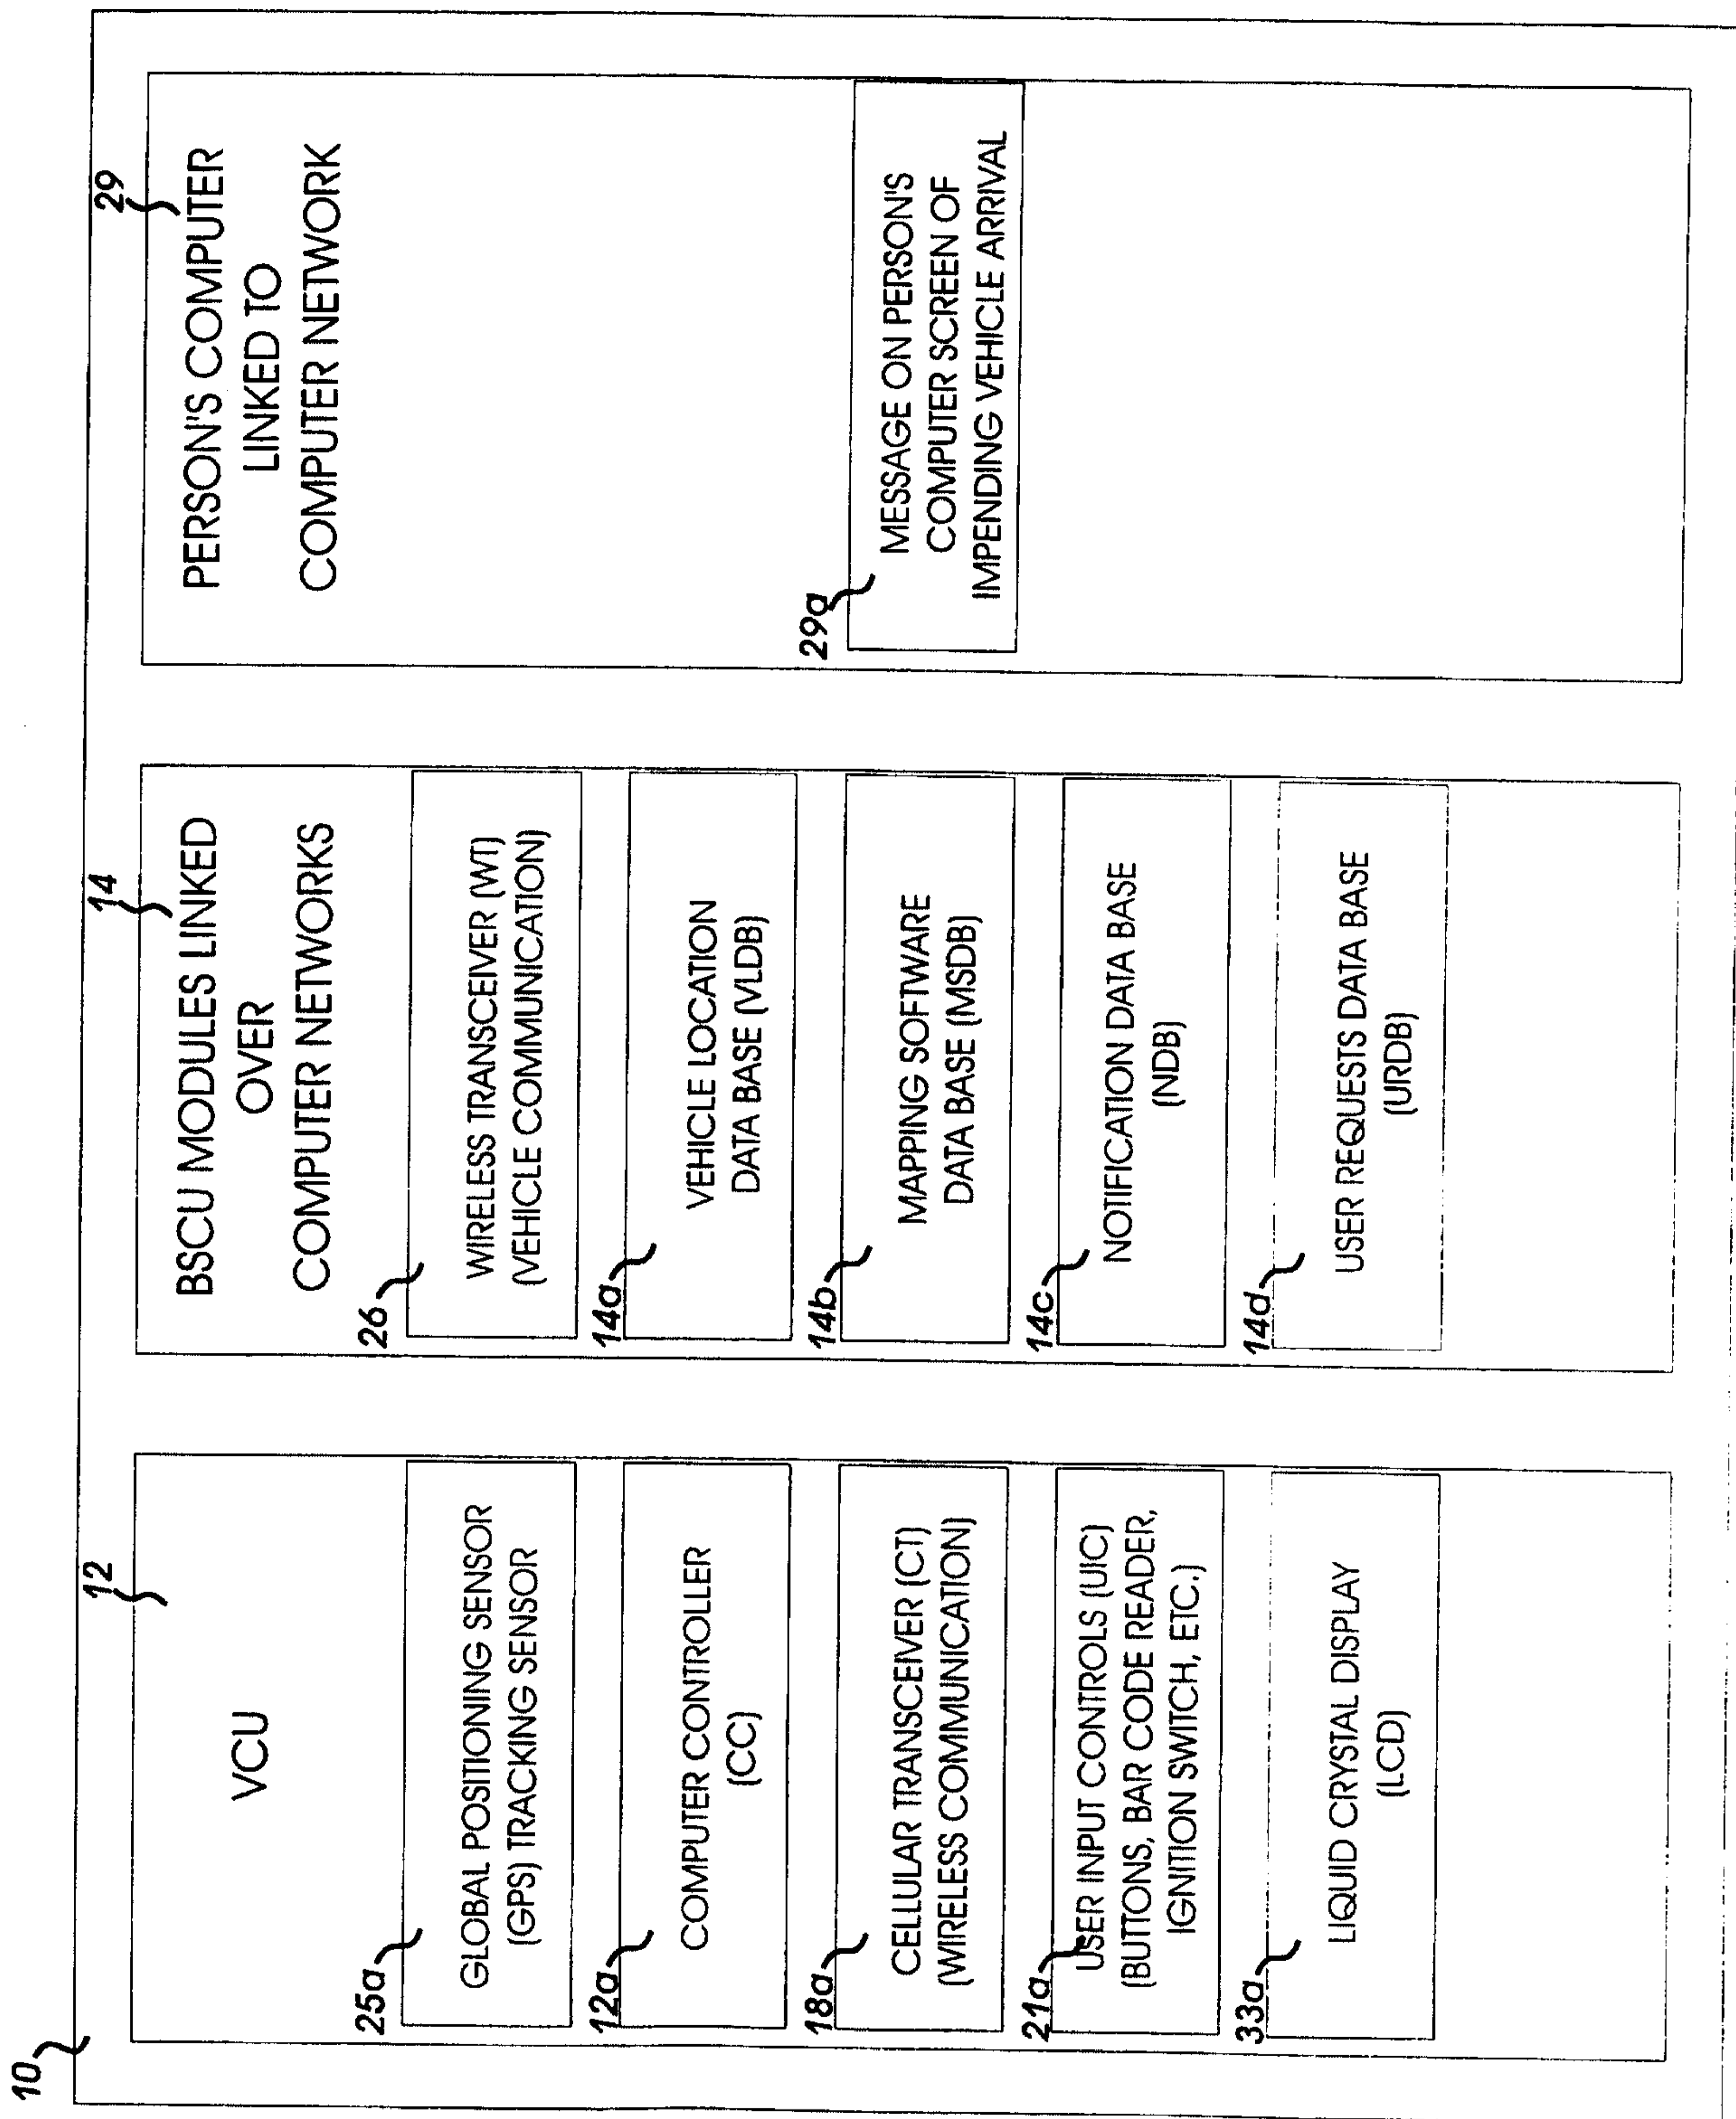 10
12
VCU
25a
GLOBAL POSITIONING SENSOR
(GPS) TRACKING SENSOR
12a
COMPUTER CONTROLLER
(CC)
18a
CELLULAR TRANSCEIVER (CT)
(WIRELESS COMMUNICATION)
21a
USER INPUT CONTROLS (UIC)
(BUTTONS, BAR CODE READER,
IGNITION SWITCH, ETC.)
33a
LIQUID CRYSTAL DISPLAY
(LCD)
14
BSCU MODULES LINKED
OVER
COMPUTER NETWORKS
26
WIRELESS TRANSCEIVER (WT)
(VEHICLE COMMUNICATION)
14a
VEHICLE LOCATION
DATA BASE (VLDB)
14b
MAPPING SOFTWARE
DATA BASE (MSDB)
14c
NOTIFICATION DATA BASE
(NDB)
14d
USER REQUESTS DATA BASE
(URDB)
29
PERSON'S COMPUTER
LINKED TO
COMPUTER NETWORK
29a
MESSAGE ON PERSON'S
COMPUTER SCREEN OF
IMPENDING VEHICLE ARRIVAL